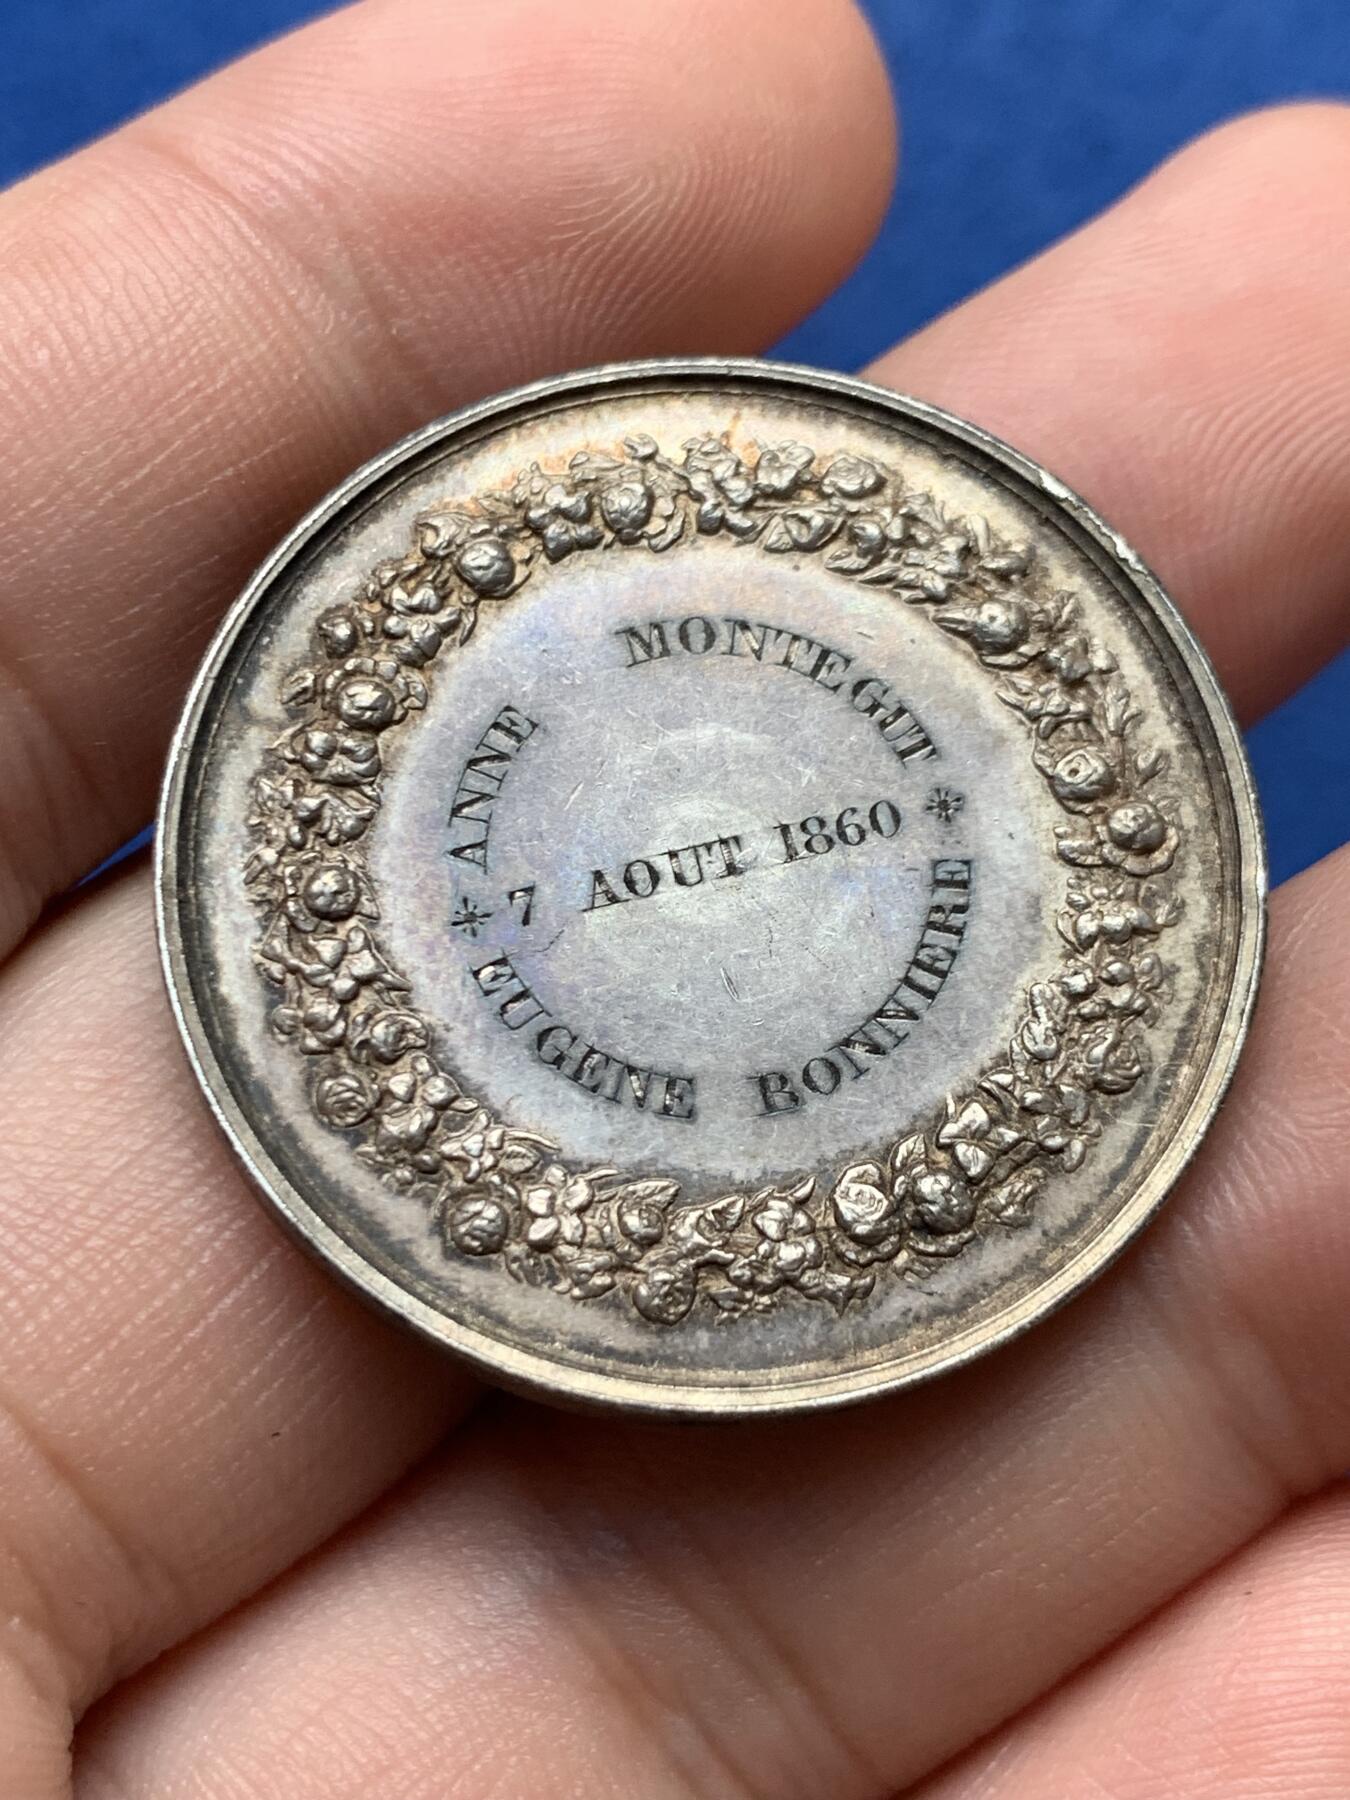 ANNE MONTEGUT
* 7 AOUT 1860 *
EUGENE BONNIERE